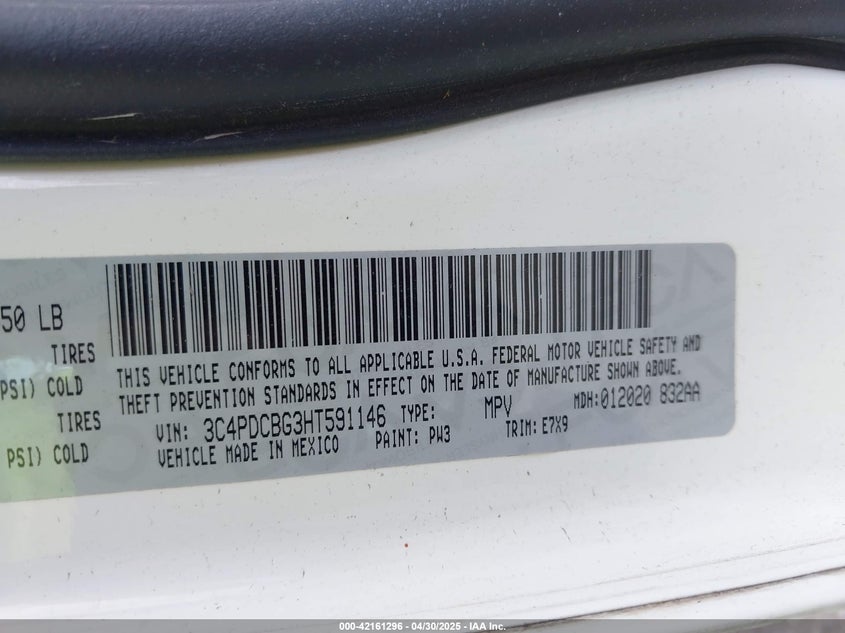 50 LB
TIRES
PSI) COLD
TIRES
PSI) COLD
THIS VEHICLE CONFORMS TO ALL APPLICABLE U.S.A. FEDERAL MOTOR VEHICLE SAFETY AND
THEFT PREVENTION STANDARDS IN EFFECT ON THE DATE OF MANUFACTURE SHOWN ABOVE.
VIN: 3C4PDCBG3HT591146 TYPE: MPV MDH:012020 832AA
VEHICLE MADE IN MEXICO PAINT: PW3 TRIM: E7X9
000-42161296 - 04/30/2025 - IAA Inc.